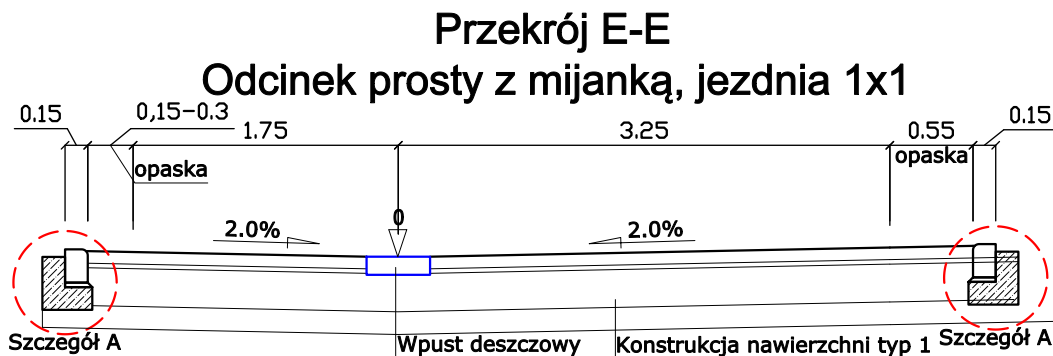 Przekrój E-E
Odcinek prosty z mijanką, jezdnia 1x1
0.15 0,15-0.3 1.75 3.25 0.55 0.15
opaska opaska
0
2.0% 2.0%
Szczegół A Wpust deszczowy Konstrukcja nawierzchni typ 1 Szczegół A